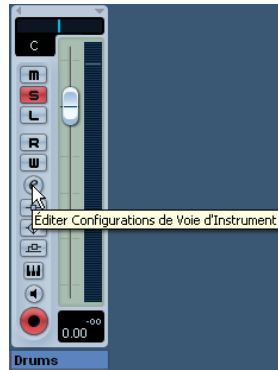 C
M
S
L
R
W
e
Éditer Configurations de Voie d'Instrument
-oo
0.00
Drums